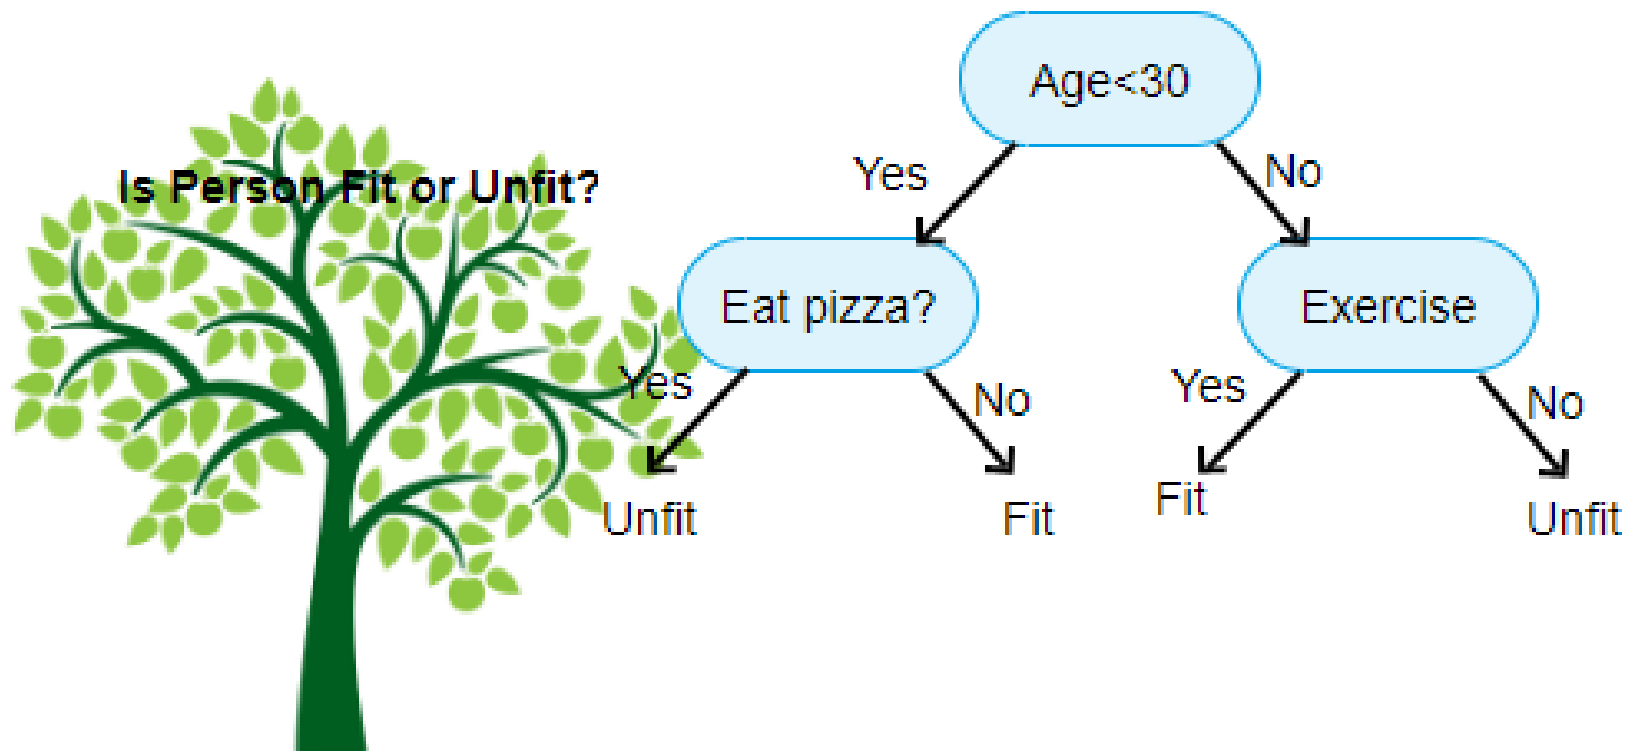 Age<30
Is Person Fit or Unfit?
Yes
No
Eat pizza?
Exercise
Yes
No
Yes
No
Unfit
Fit
Fit
Unfit